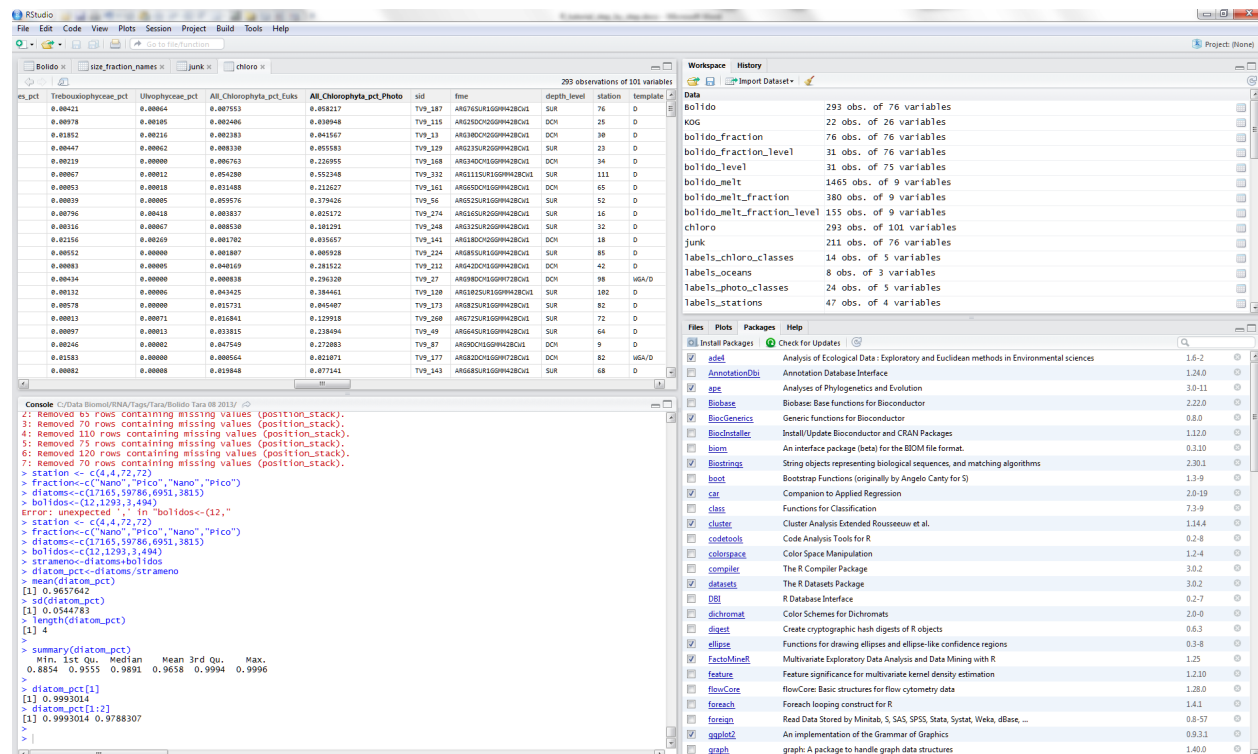 RStudio
File Edit Code View Plots Session Project Build Tools Help
Go to file/function
Project: (None)
Bolido × size_fraction_names × junk × chloro ×
293 observations of 101 variables
es_pct Trebouxiophyceae_pct Ulvophyceae_pct All_Chlorophyta_pct_Euks All_Chlorophyta_pct_Photo sid fme depth_level station template
0.00421 0.00064 0.007553 0.058217 TV9_187 ARG76SUR1GGMM42BCW1 SUR 76 D
0.00978 0.00105 0.002406 0.030948 TV9_115 ARG25DCM2GGMM42BCW1 DCM 25 D
0.01852 0.00216 0.002383 0.041567 TV9_13 ARG30DCM2GGMM42BCW1 DCM 30 D
0.00447 0.00062 0.008330 0.055583 TV9_129 ARG23SUR2GGMM42BCW1 SUR 23 D
0.00219 0.00000 0.006763 0.226955 TV9_168 ARG34DCM1GGMM42BCW1 DCM 34 D
0.00067 0.00012 0.054280 0.552348 TV9_332 ARG111SUR1GGMM42BCW1 SUR 111 D
0.00053 0.00018 0.031488 0.212627 TV9_161 ARG65DCM1GGMM42BCW1 DCM 65 D
0.00039 0.00005 0.059576 0.379426 TV9_56 ARG52SUR1GGMM42BCW1 SUR 52 D
0.00796 0.00418 0.003837 0.025172 TV9_274 ARG16SUR2GGMM42BCW1 SUR 16 D
0.00316 0.00067 0.008530 0.101291 TV9_248 ARG32SUR2GGMM42BCW1 SUR 32 D
0.02156 0.00269 0.001702 0.035657 TV9_141 ARG18DCM2GGMM42BCW1 DCM 18 D
0.00552 0.00000 0.001807 0.005928 TV9_224 ARG85SUR1GGMM42BCW1 SUR 85 D
0.00083 0.00005 0.040169 0.281522 TV9_212 ARG42DCM1GGMM42BCW1 DCM 42 D
0.00434 0.00000 0.000838 0.296320 TV9_27 ARG98DCM1GGMM72BCW1 DCM 98 WGA/D
0.00132 0.00006 0.043425 0.384461 TV9_120 ARG102SUR1GGMM42BCW1 SUR 102 D
0.00578 0.00000 0.015731 0.045407 TV9_173 ARG82SUR1GGMM42BCW1 SUR 82 D
0.00013 0.00071 0.016841 0.129918 TV9_260 ARG72SUR1GGMM42BCW1 SUR 72 D
0.00097 0.00013 0.033815 0.238494 TV9_49 ARG64SUR1GGMM42BCW1 SUR 64 D
0.00246 0.00002 0.047549 0.272083 TV9_87 ARG9DCM1GGMM42BCW1 DCM 9 D
0.01583 0.00000 0.000564 0.021071 TV9_177 ARG82DCM1GGMM72BCW1 DCM 82 WGA/D
0.00082 0.00008 0.019848 0.077141 TV9_143 ARG68SUR1GGMM42BCW1 SUR 68 D
Console C:/Data Biomol/RNA/Tags/Tara/Bolido Tara 08 2013/
2: Removed 65 rows containing missing values (position_stack).
3: Removed 70 rows containing missing values (position_stack).
4: Removed 110 rows containing missing values (position_stack).
5: Removed 75 rows containing missing values (position_stack).
6: Removed 120 rows containing missing values (position_stack).
7: Removed 70 rows containing missing values (position_stack).
> station <- c(4,4,72,72)
> fraction<-c("Nano","Pico","Nano","Pico")
> diatoms<-c(17165,59786,6951,3815)
> bolidos<-(12,1293,3,494)
Error: unexpected ',' in "bolidos<-(12,"
> station <- c(4,4,72,72)
> fraction<-c("Nano","Pico","Nano","Pico")
> diatoms<-c(17165,59786,6951,3815)
> bolidos<-c(12,1293,3,494)
> strameno<-diatoms+bolidos
> diatom_pct<-diatoms/strameno
> mean(diatom_pct)
[1] 0.9657642
> sd(diatom_pct)
[1] 0.0544783
> length(diatom_pct)
[1] 4
>
> summary(diatom_pct)
Min. 1st Qu. Median Mean 3rd Qu. Max.
0.8854 0.9555 0.9891 0.9658 0.9994 0.9996
>
> diatom_pct[1]
[1] 0.9993014
> diatom_pct[1:2]
[1] 0.9993014 0.9788307
>
>
Workspace History
Import Dataset
Data
Bolido 293 obs. of 76 variables
KOG 22 obs. of 26 variables
bolido_fraction 76 obs. of 76 variables
bolido_fraction_level 31 obs. of 76 variables
bolido_level 31 obs. of 75 variables
bolido_melt 1465 obs. of 9 variables
bolido_melt_fraction 380 obs. of 9 variables
bolido_melt_fraction_level 155 obs. of 9 variables
chloro 293 obs. of 101 variables
junk 211 obs. of 76 variables
labels_chloro_classes 14 obs. of 5 variables
labels_oceans 8 obs. of 3 variables
labels_photo_classes 24 obs. of 5 variables
labels_stations 47 obs. of 4 variables
Files Plots Packages Help
Install Packages Check for Updates
ade4 Analysis of Ecological Data : Exploratory and Euclidean methods in Environmental sciences 1.6-2
AnnotationDbi Annotation Database Interface 1.24.0
ape Analyses of Phylogenetics and Evolution 3.0-11
Biobase Biobase: Base functions for Bioconductor 2.22.0
BiocGenerics Generic functions for Bioconductor 0.8.0
BiocInstaller Install/Update Bioconductor and CRAN Packages 1.12.0
biom An interface package (beta) for the BIOM file format. 0.3.10
Biostrings String objects representing biological sequences, and matching algorithms 2.30.1
boot Bootstrap Functions (originally by Angelo Canty for S) 1.3-9
car Companion to Applied Regression 2.0-19
class Functions for Classification 7.3-9
cluster Cluster Analysis Extended Rousseeuw et al. 1.14.4
codetools Code Analysis Tools for R 0.2-8
colorspace Color Space Manipulation 1.2-4
compiler The R Compiler Package 3.0.2
datasets The R Datasets Package 3.0.2
DBI R Database Interface 0.2-7
dichromat Color Schemes for Dichromats 2.0-0
digest Create cryptographic hash digests of R objects 0.6.3
ellipse Functions for drawing ellipses and ellipse-like confidence regions 0.3-8
FactoMineR Multivariate Exploratory Data Analysis and Data Mining with R 1.25
feature Feature significance for multivariate kernel density estimation 1.2.10
flowCore flowCore: Basic structures for flow cytometry data 1.28.0
foreach Foreach looping construct for R 1.4.1
foreign Read Data Stored by Minitab, S, SAS, SPSS, Stata, Systat, Weka, dBase, ... 0.8-57
ggplot2 An implementation of the Grammar of Graphics 0.9.3.1
graph graph: A package to handle graph data structures 1.40.0